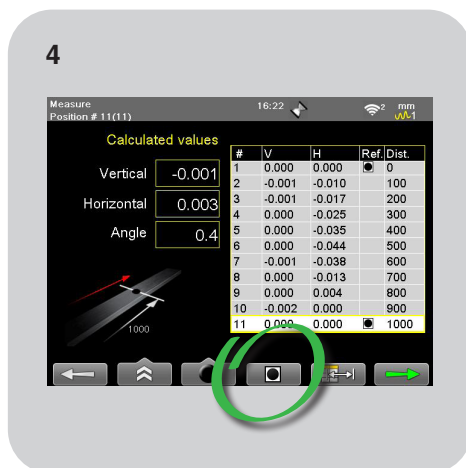 4
Measure 16:22 2 mm
Position # 11(11) 1
Calculated values
Vertical -0.001
Horizontal 0.003
Angle 0.4
1000
# V H Ref. Dist.
1 0.000 0.000 0
2 -0.001 -0.010 100
3 -0.001 -0.017 200
4 0.000 -0.025 300
5 0.000 -0.035 400
6 0.000 -0.044 500
7 -0.001 -0.038 600
8 0.000 -0.013 700
9 0.000 0.004 800
10 -0.002 0.000 900
11 0.000 0.000 1000